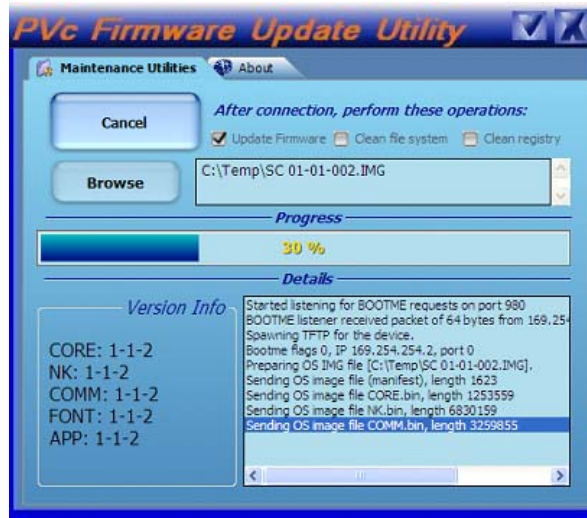 PVc Firmware Update Utility
Maintenance Utilities
About
Cancel
After connection, perform these operations:
Update Firmware
Clean file system
Clean registry
Browse
C:\Temp\SC 01-01-002.IMG
Progress
30 %
Details
Version Info
CORE: 1-1-2
NK: 1-1-2
COMM: 1-1-2
FONT: 1-1-2
APP: 1-1-2
Started listening for BOOTME requests on port 980
BOOTME listener received packet of 64 bytes from 169.254
Spawning TFTP for the device.
Bootme flags 0, IP 169.254.254.2, port 0
Preparing OS IMG file [C:\Temp\SC 01-01-002.IMG].
Sending OS image file (manifest), length 1623
Sending OS image file CORE.bin, length 1253559
Sending OS image file NK.bin, length 6830159
Sending OS image file COMM.bin, length 3259855